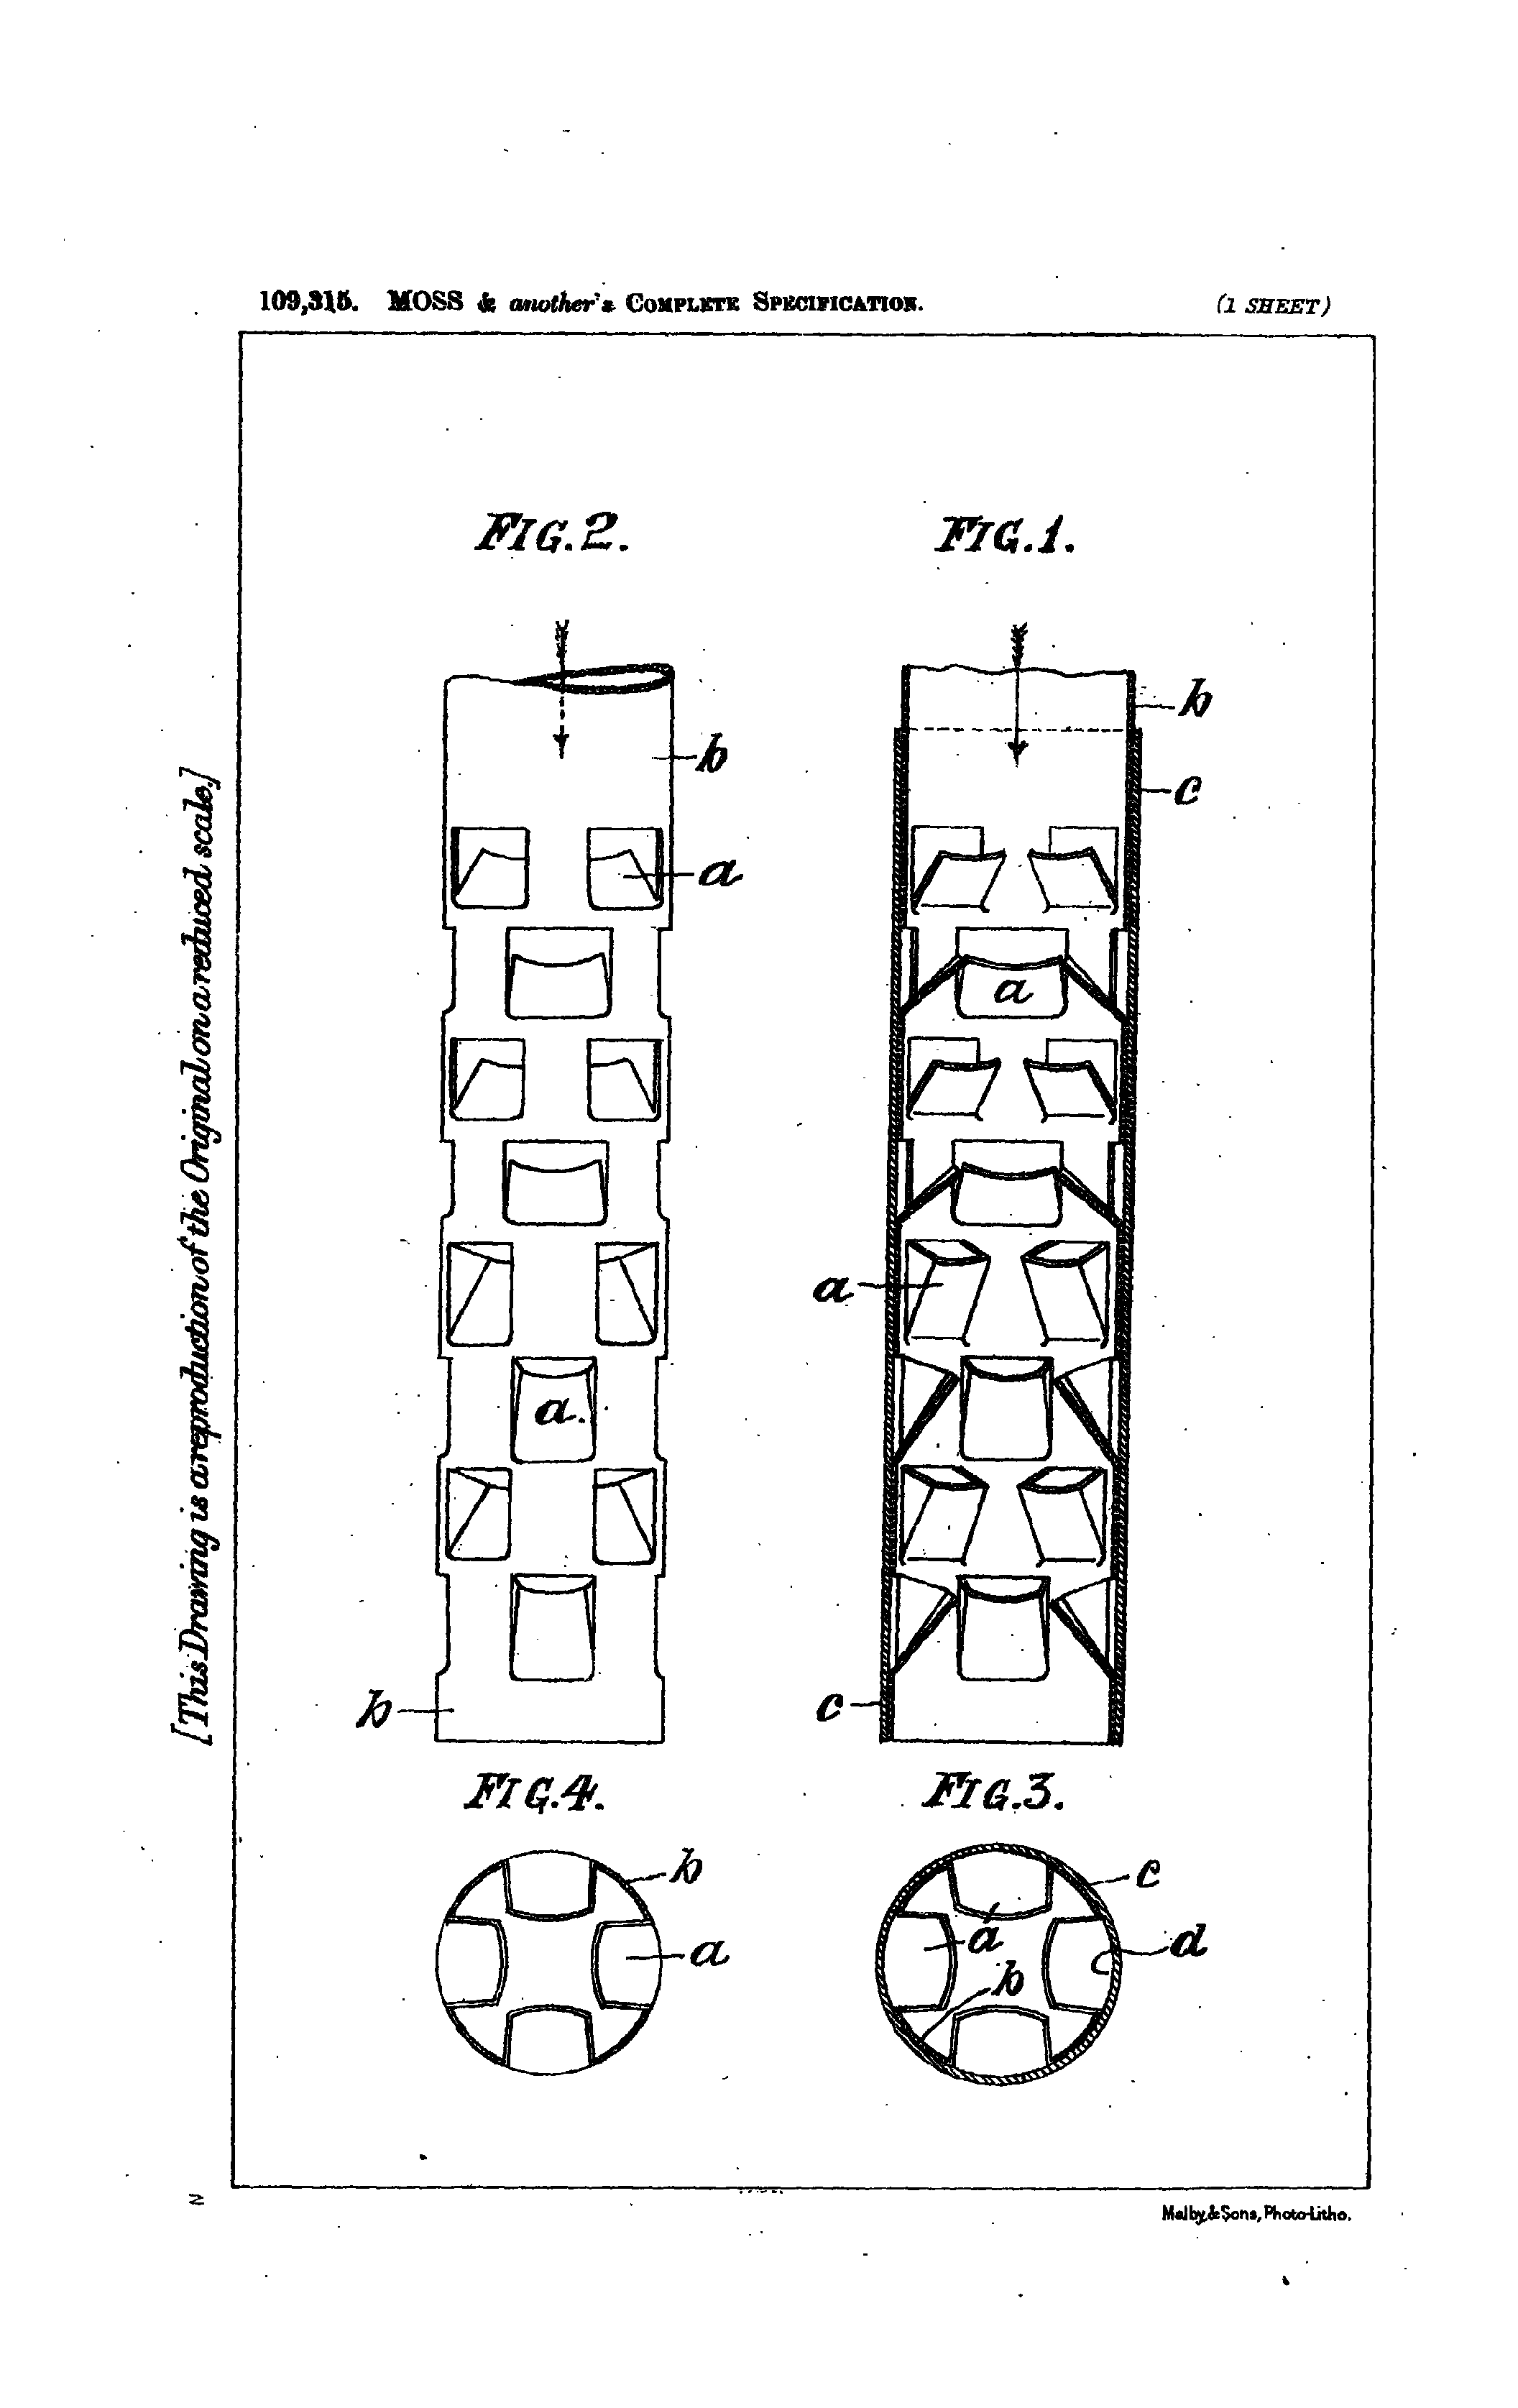 109,315. MOSS & another's COMPLETE SPECIFICATION. (1 SHEET)
[This Drawing is a reproduction of the Original on a reduced scale.]
FIG.2. FIG.1.
b
b
c
a
a
a
a.
b
c
FIG.4. FIG.3.
b
c
a
a
d
b
N
Malby & Sons, Photo-Litho.